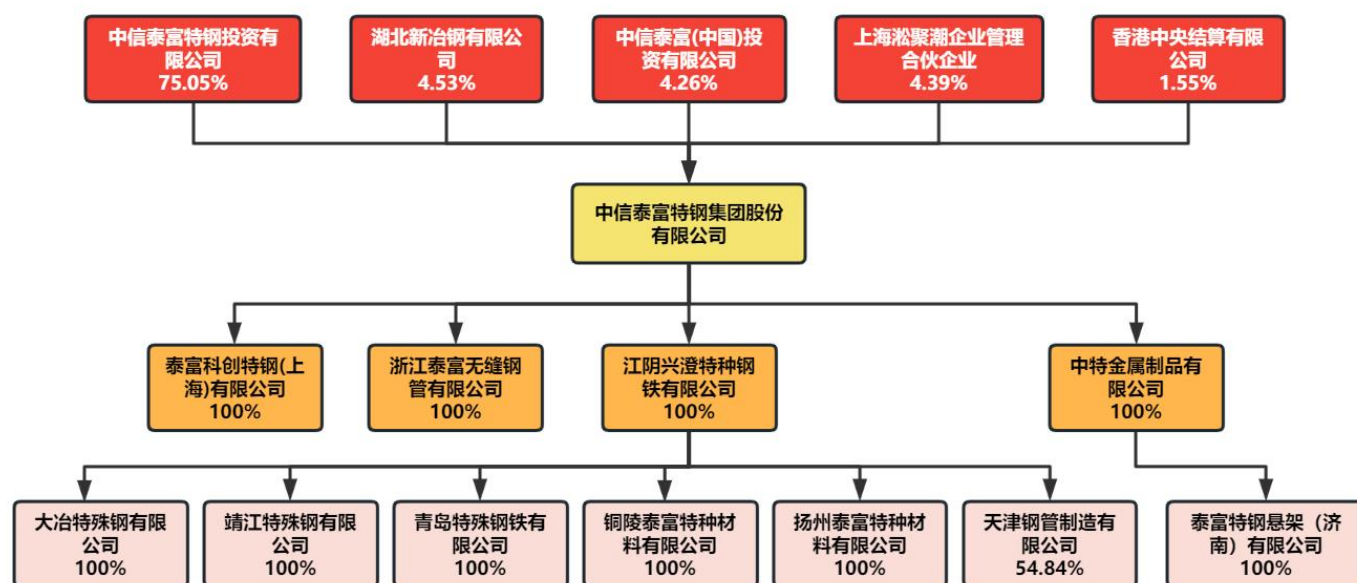 中信泰富特钢投资有
限公司
75.05%
湖北新冶钢有限公
司
4.53%
中信泰富(中国)投
资有限公司
4.26%
上海淞聚潮企业管理
合伙企业
4.39%
香港中央结算有限
公司
1.55%
中信泰富特钢集团股份
有限公司
泰富科创特钢(上
海)有限公司
100%
浙江泰富无缝钢
管有限公司
100%
江阴兴澄特种钢
铁有限公司
100%
中特金属制品有
限公司
100%
大冶特殊钢有限
公司
100%
靖江特殊钢有限
公司
100%
青岛特殊钢铁有
限公司
100%
铜陵泰富特种材
料有限公司
100%
扬州泰富特种材
料有限公司
100%
天津钢管制造有
限公司
54.84%
泰富特钢悬架（济
南）有限公司
100%